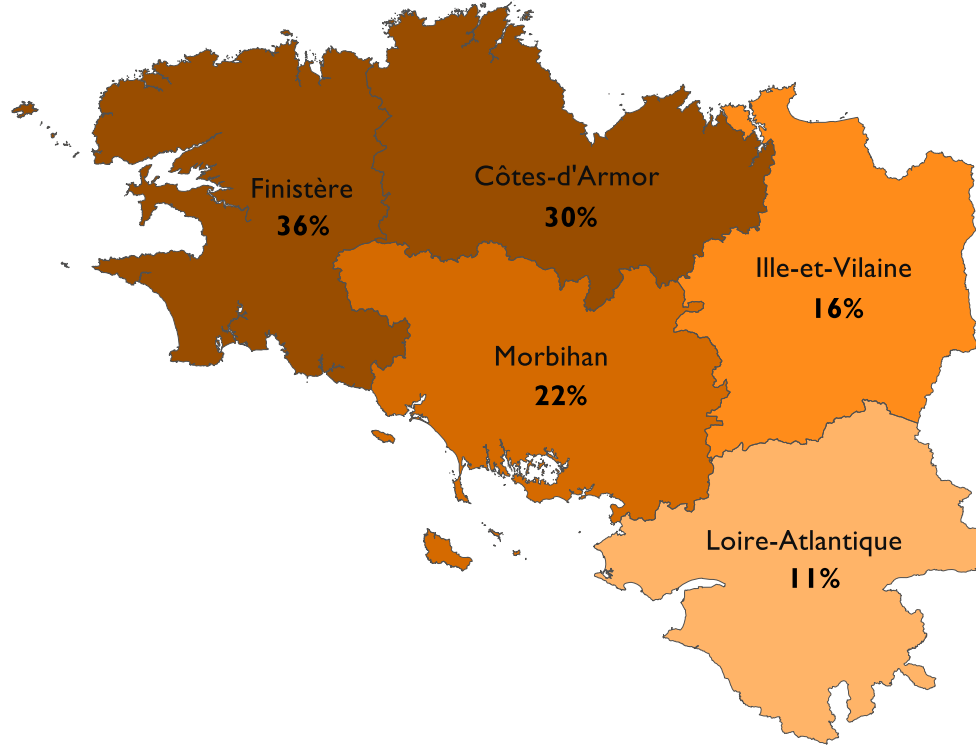 Finistère
36%
Côtes-d'Armor
30%
Ille-et-Vilaine
16%
Morbihan
22%
Loire-Atlantique
11%